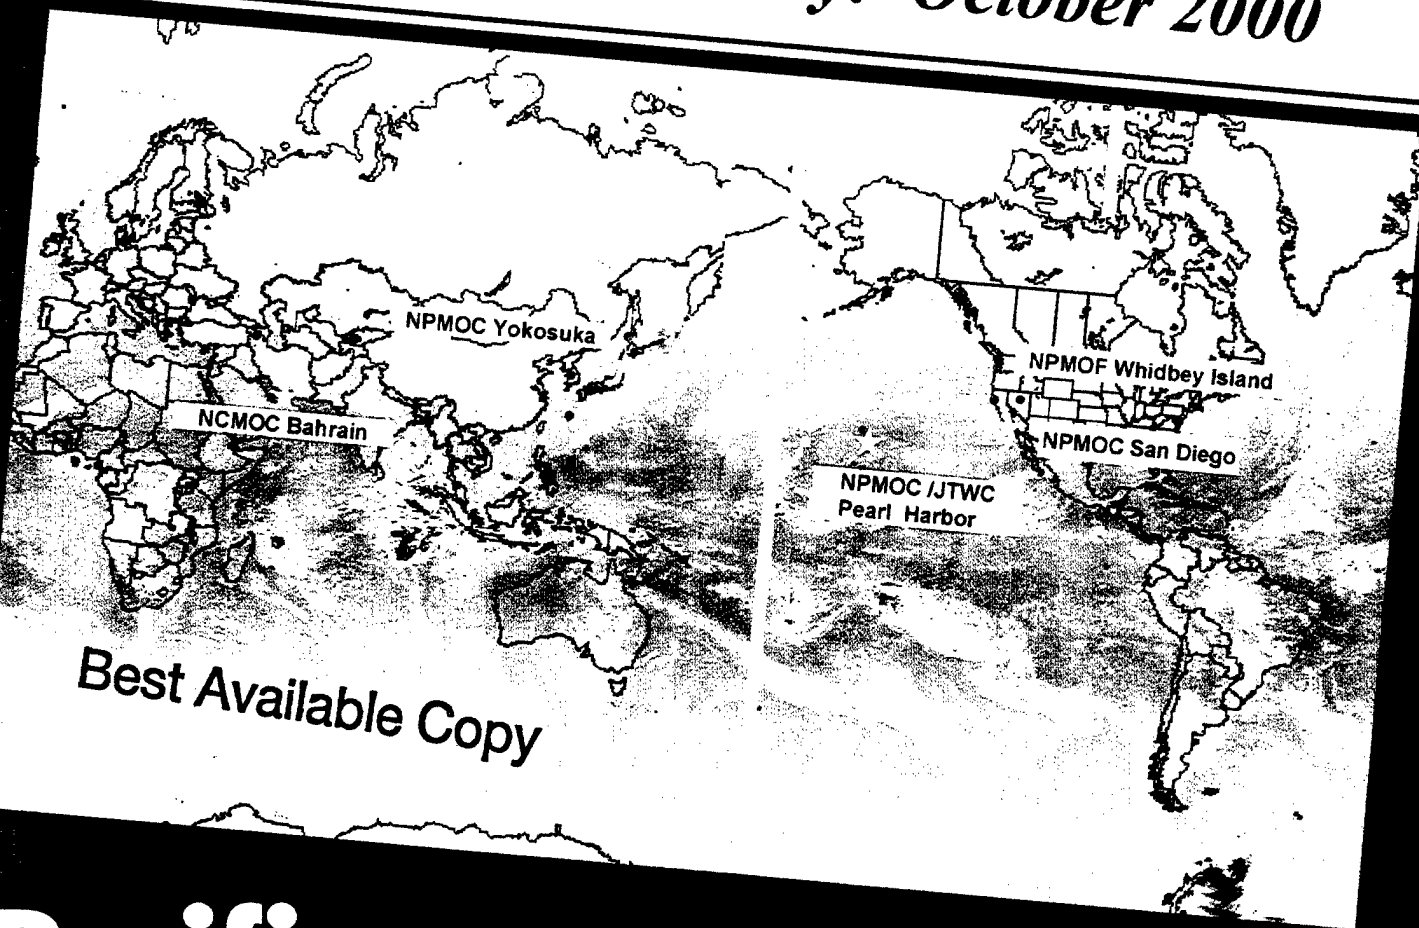 October 2000
NPMOC Yokosuka
NPMOF Whidbey Island
NCMOC Bahrain
NPMOC San Diego
NPMOC /JTWC
Pearl Harbor
Best Available Copy